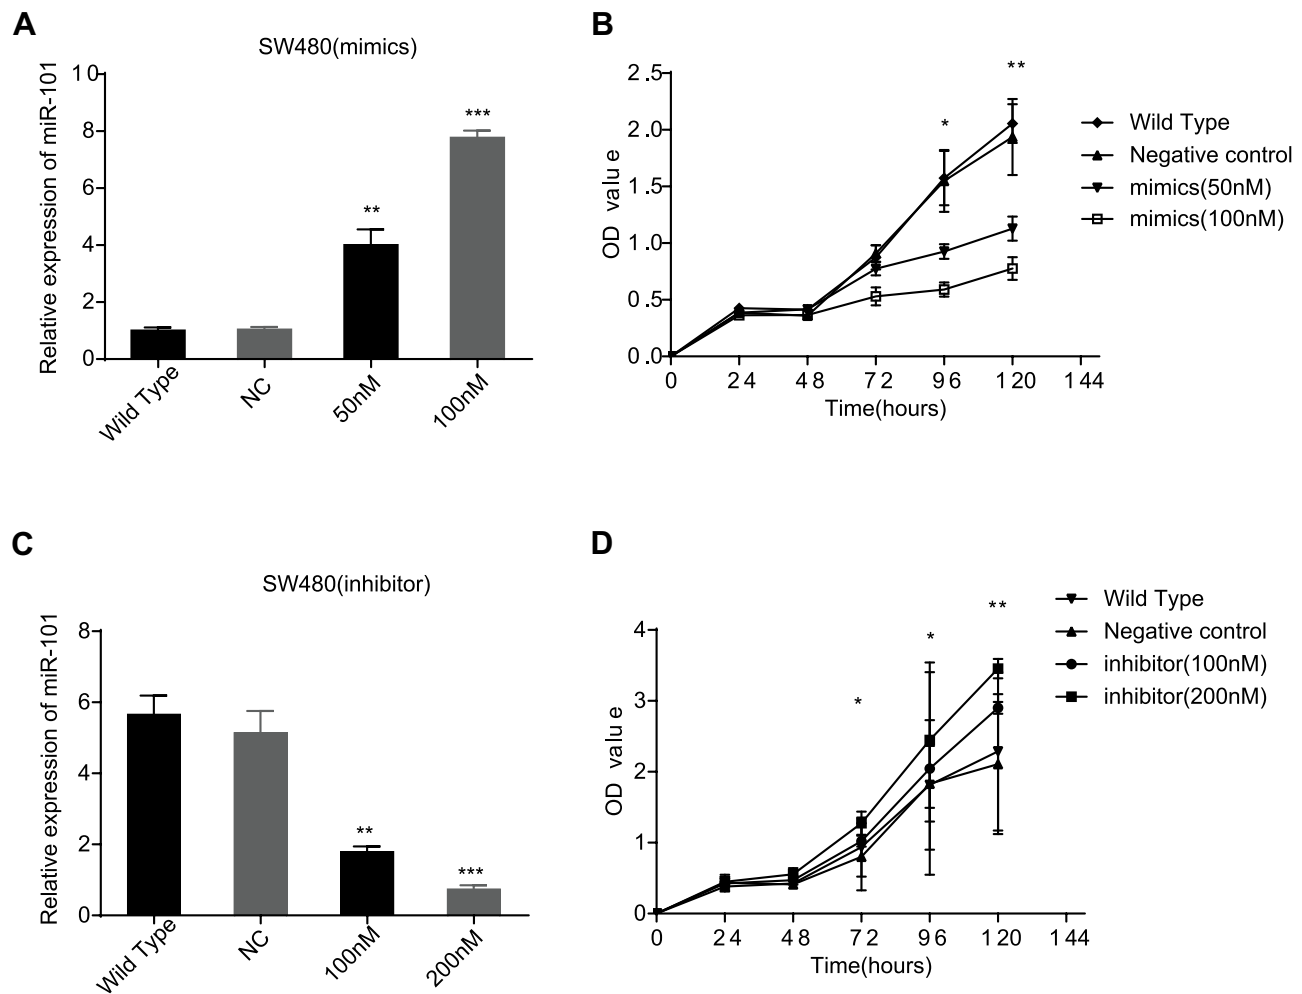 A
SW480(mimics)
Relative expression of miR-101
10
8
6
4
2
0
**
***
Wild Type
NC
50nM
100nM
B
OD value
2.5
2.0
1.5
1.0
0.5
0.0
*
**
0 24 48 72 96 120 144
Time(hours)
Wild Type
Negative control
mimics(50nM)
mimics(100nM)
C
SW480(inhibitor)
Relative expression of miR-101
8
6
4
2
0
**
***
Wild Type
NC
100nM
200nM
D
OD value
4
3
2
1
0
*
*
**
0 24 48 72 96 120 144
Time(hours)
Wild Type
Negative control
inhibitor(100nM)
inhibitor(200nM)